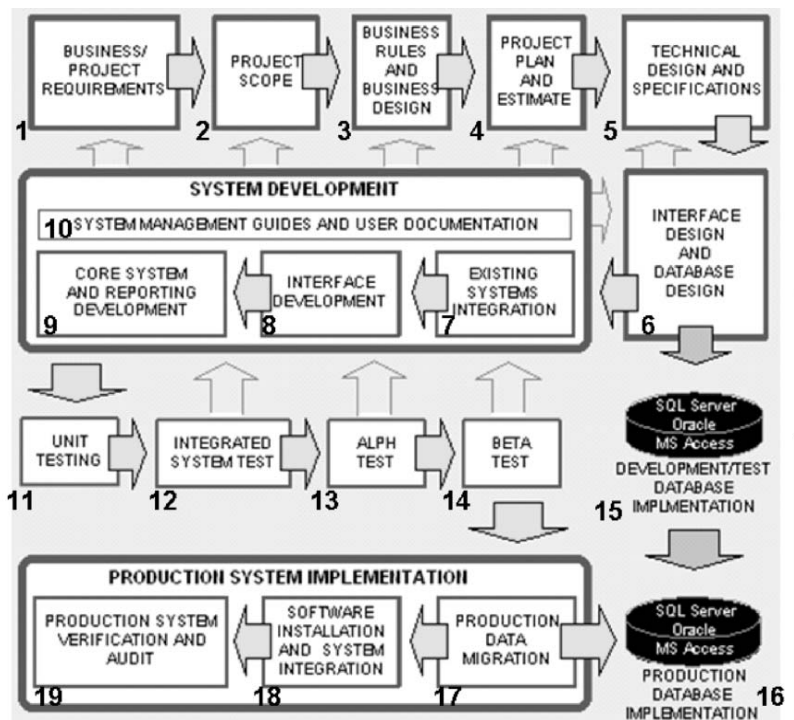 BUSINESS/
PROJECT
REQUIREMENTS
1
PROJECT
SCOPE
2
BUSINESS
RULES
AND
BUSINESS
DESIGN
3
PROJECT
PLAN
AND
ESTIMATE
4
TECHNICAL
DESIGN AND
SPECIFICATIONS
5
SYSTEM DEVELOPMENT
10 SYSTEM MANAGEMENT GUIDES AND USER DOCUMENTATION
CORE SYSTEM
AND REPORTING
DEVELOPMENT
9
INTERFACE
DEVELOPMENT
8
EXISTING
SYSTEMS
INTEGRATION
7
INTERFACE
DESIGN
AND
DATABASE
DESIGN
6
UNIT
TESTING
11
INTEGRATED
SYSTEM TEST
12
ALPH
TEST
13
BETA
TEST
14
SQL Server
Oracle
MS Access
DEVELOPMENT/TEST
DATABASE
IMPLMENTATION
15
PRODUCTION SYSTEM IMPLEMENTATION
PRODUCTION SYSTEM
VERIFICATION AND
AUDIT
19
SOFTWARE
INSTALLATION
AND SYSTEM
INTEGRATION
18
PRODUCTION
DATA
MIGRATION
17
SQL Server
Oracle
MS Access
PRODUCTION
DATABASE
IMPLEMENTATION
16